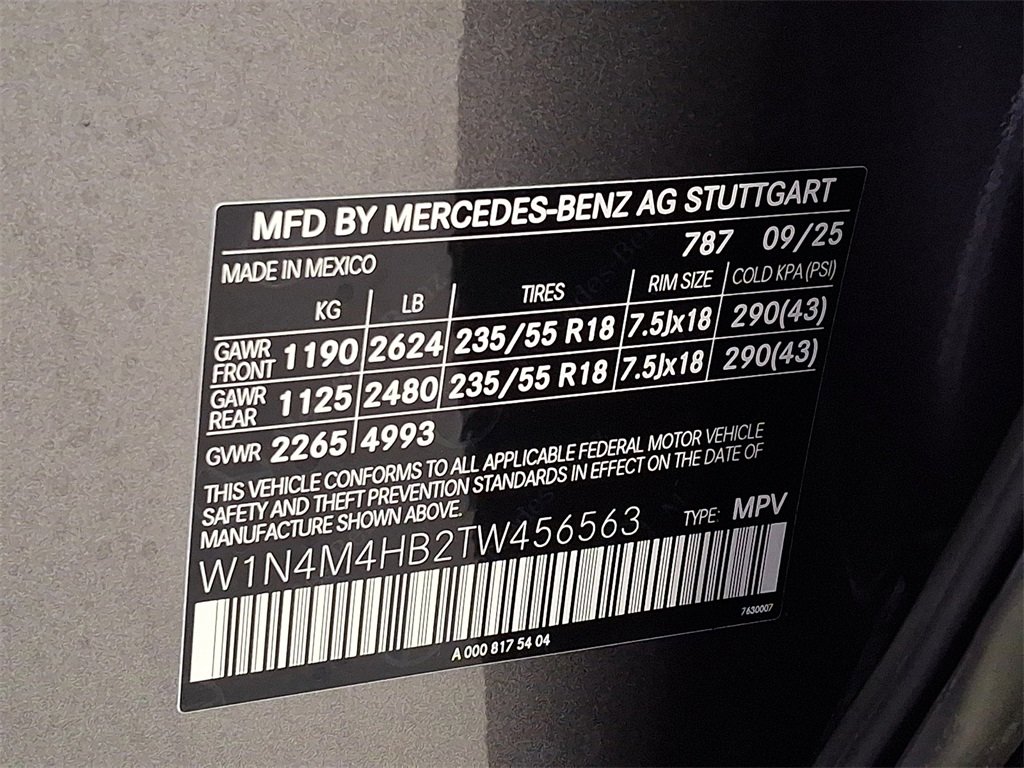 MFD BY MERCEDES-BENZ AG STUTTGART
787 09/25
MADE IN MEXICO
KG LB TIRES RIM SIZE COLD KPA (PSI)
GAWR FRONT 1190 2624 235/55 R18 7.5Jx18 290(43)
GAWR REAR 1125 2480 235/55 R18 7.5Jx18 290(43)
GVWR 2265 4993
THIS VEHICLE CONFORMS TO ALL APPLICABLE FEDERAL MOTOR VEHICLE
SAFETY AND THEFT PREVENTION STANDARDS IN EFFECT ON THE DATE OF
MANUFACTURE SHOWN ABOVE.
W1N4M4HB2TW456563 TYPE: MPV
7630007
A 000 817 54 04